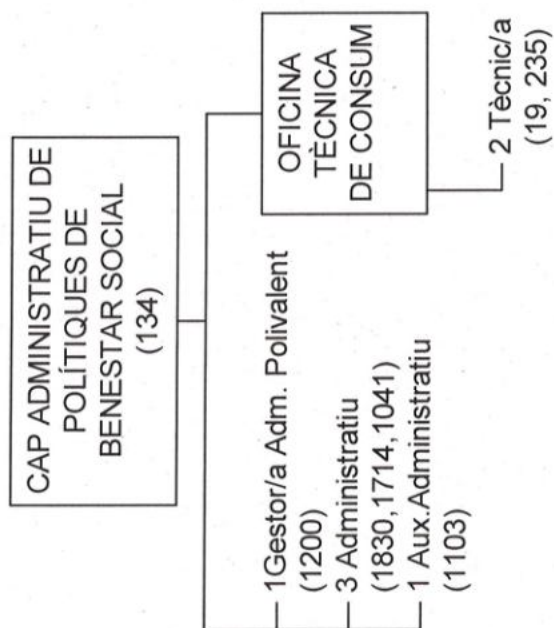 CAP ADMINISTRATIU DE
POLÍTIQUES DE
BENESTAR SOCIAL
(134)
1Gestor/a Adm. Polivalent
(1200)
3 Administratiu
(1830,1714,1041)
1 Aux.Administratiu
(1103)
OFICINA
TÈCNICA
DE CONSUM
2 Tècnic/a
(19, 235)